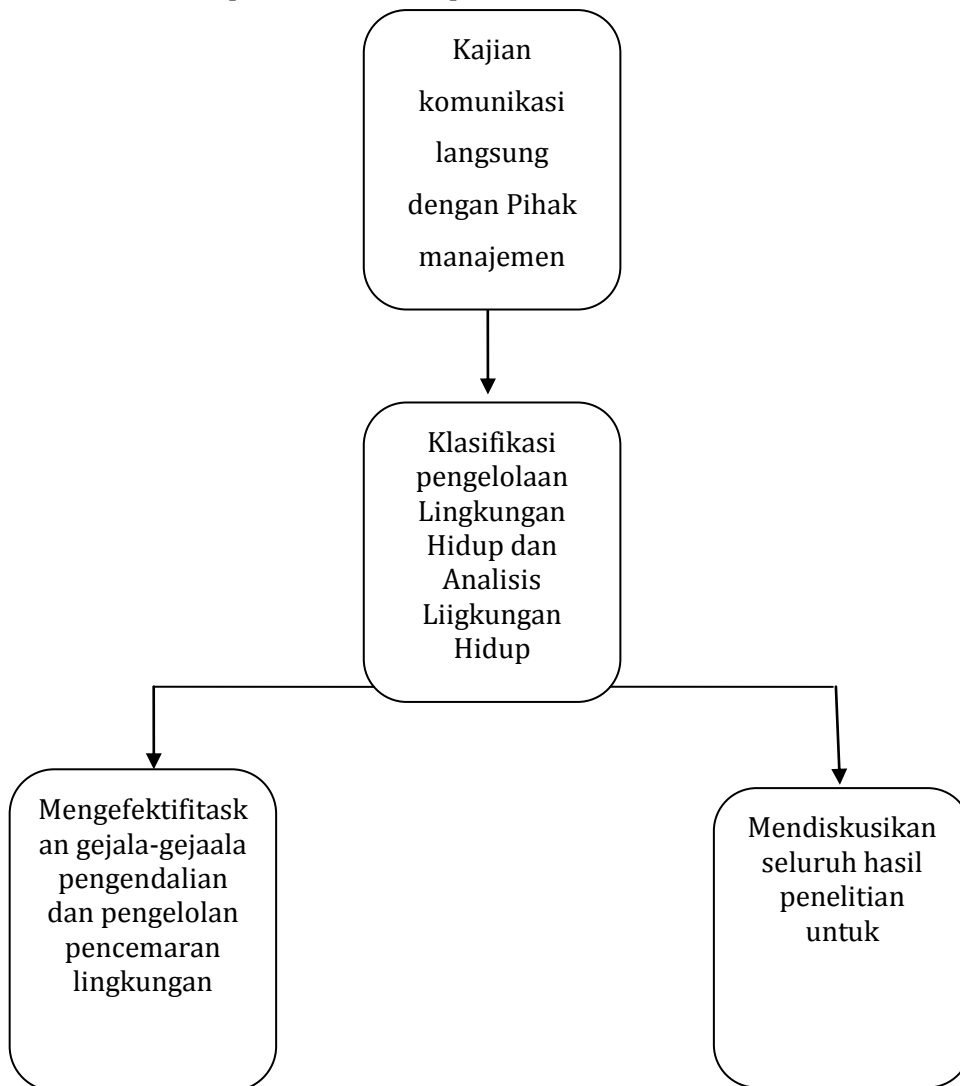 Kajian
komunikasi
langsung
dengan Pihak
manajemen
Klasifikasi
pengelolaan
Lingkungan
Hidup dan
Analisis
Liigkungan
Hidup
Mengefektifitask
an gejala-gejaala
pengendalian
dan pengelolan
pencemaran
lingkungan
Mendiskusikan
seluruh hasil
penelitian
untuk